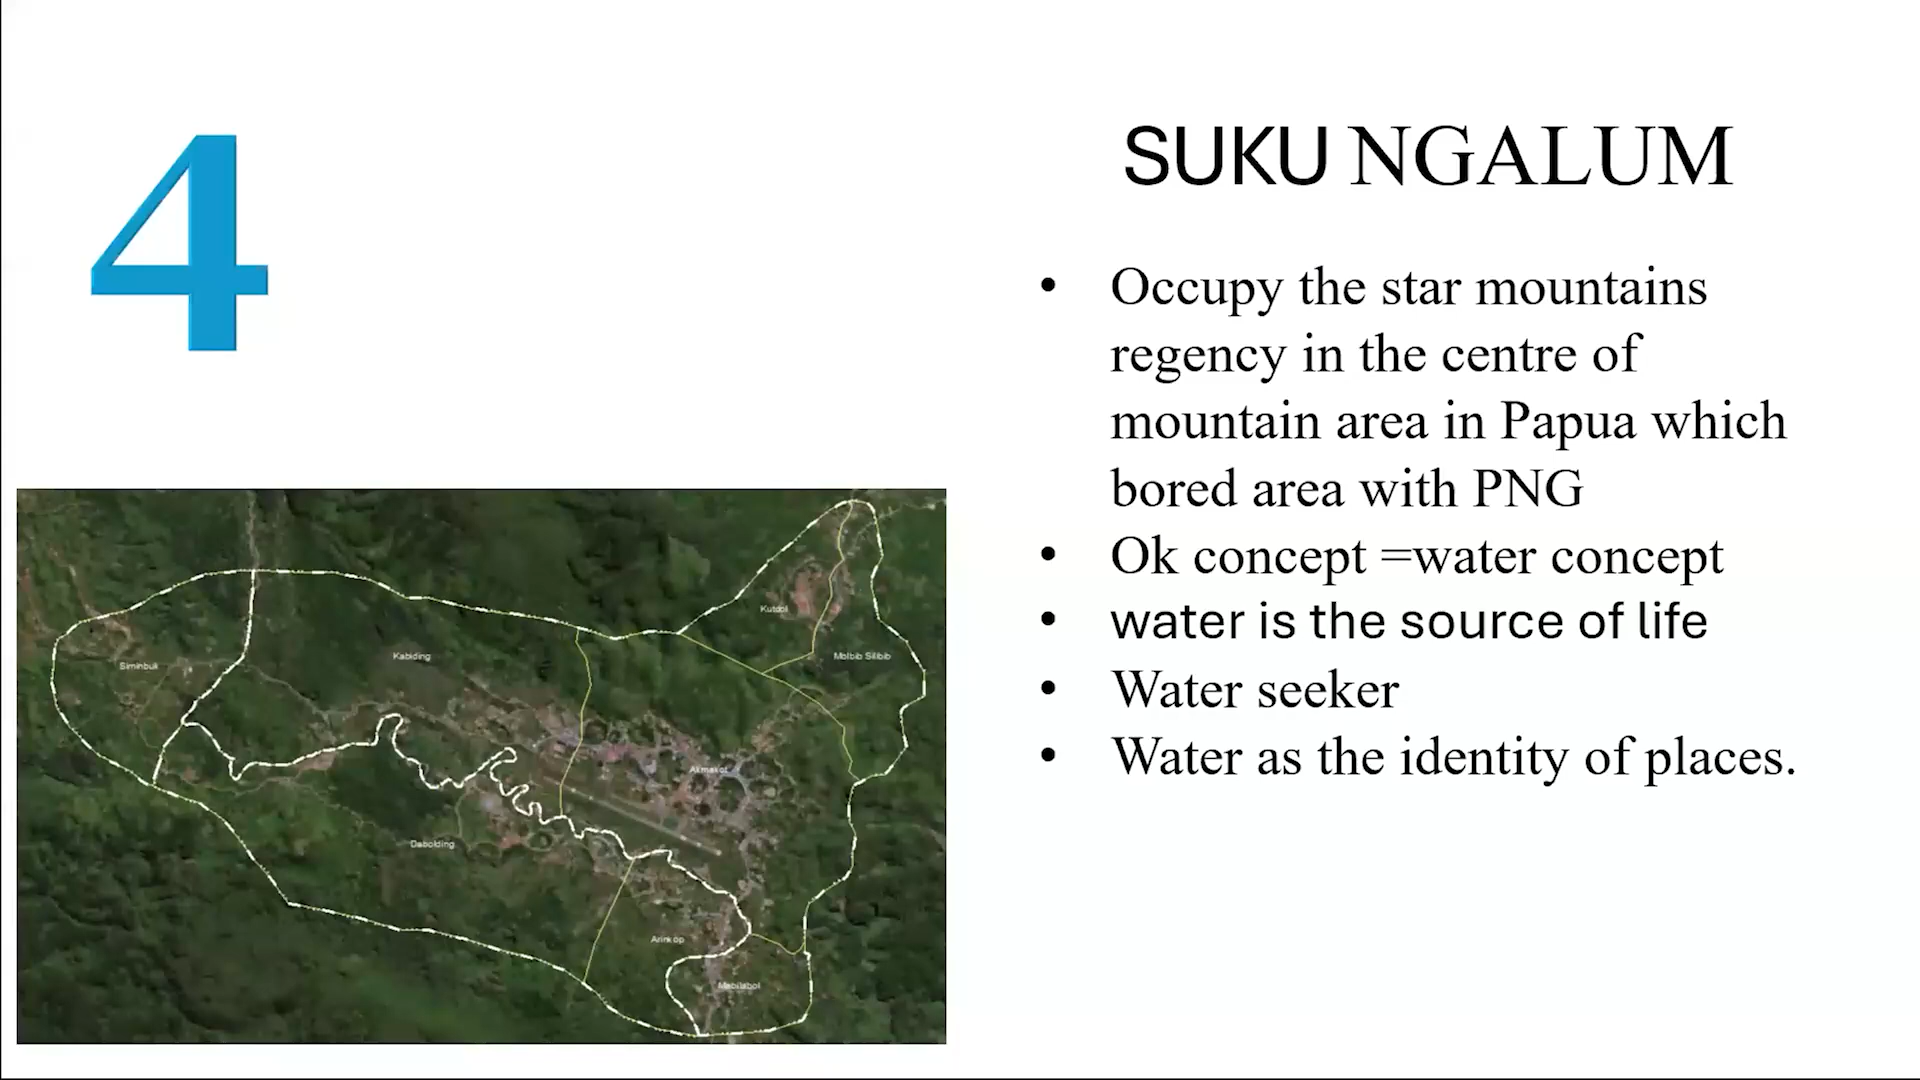 4
SUKU NGALUM
• Occupy the star mountains
regency in the centre of
mountain area in Papua which
bored area with PNG
• Ok concept =water concept
• water is the source of life
• Water seeker
• Water as the identity of places.
Kutdol
Siminbuk
Kabiding
Molbib Silibib
Akmakot
Dabolding
Arinkop
Mabilabol